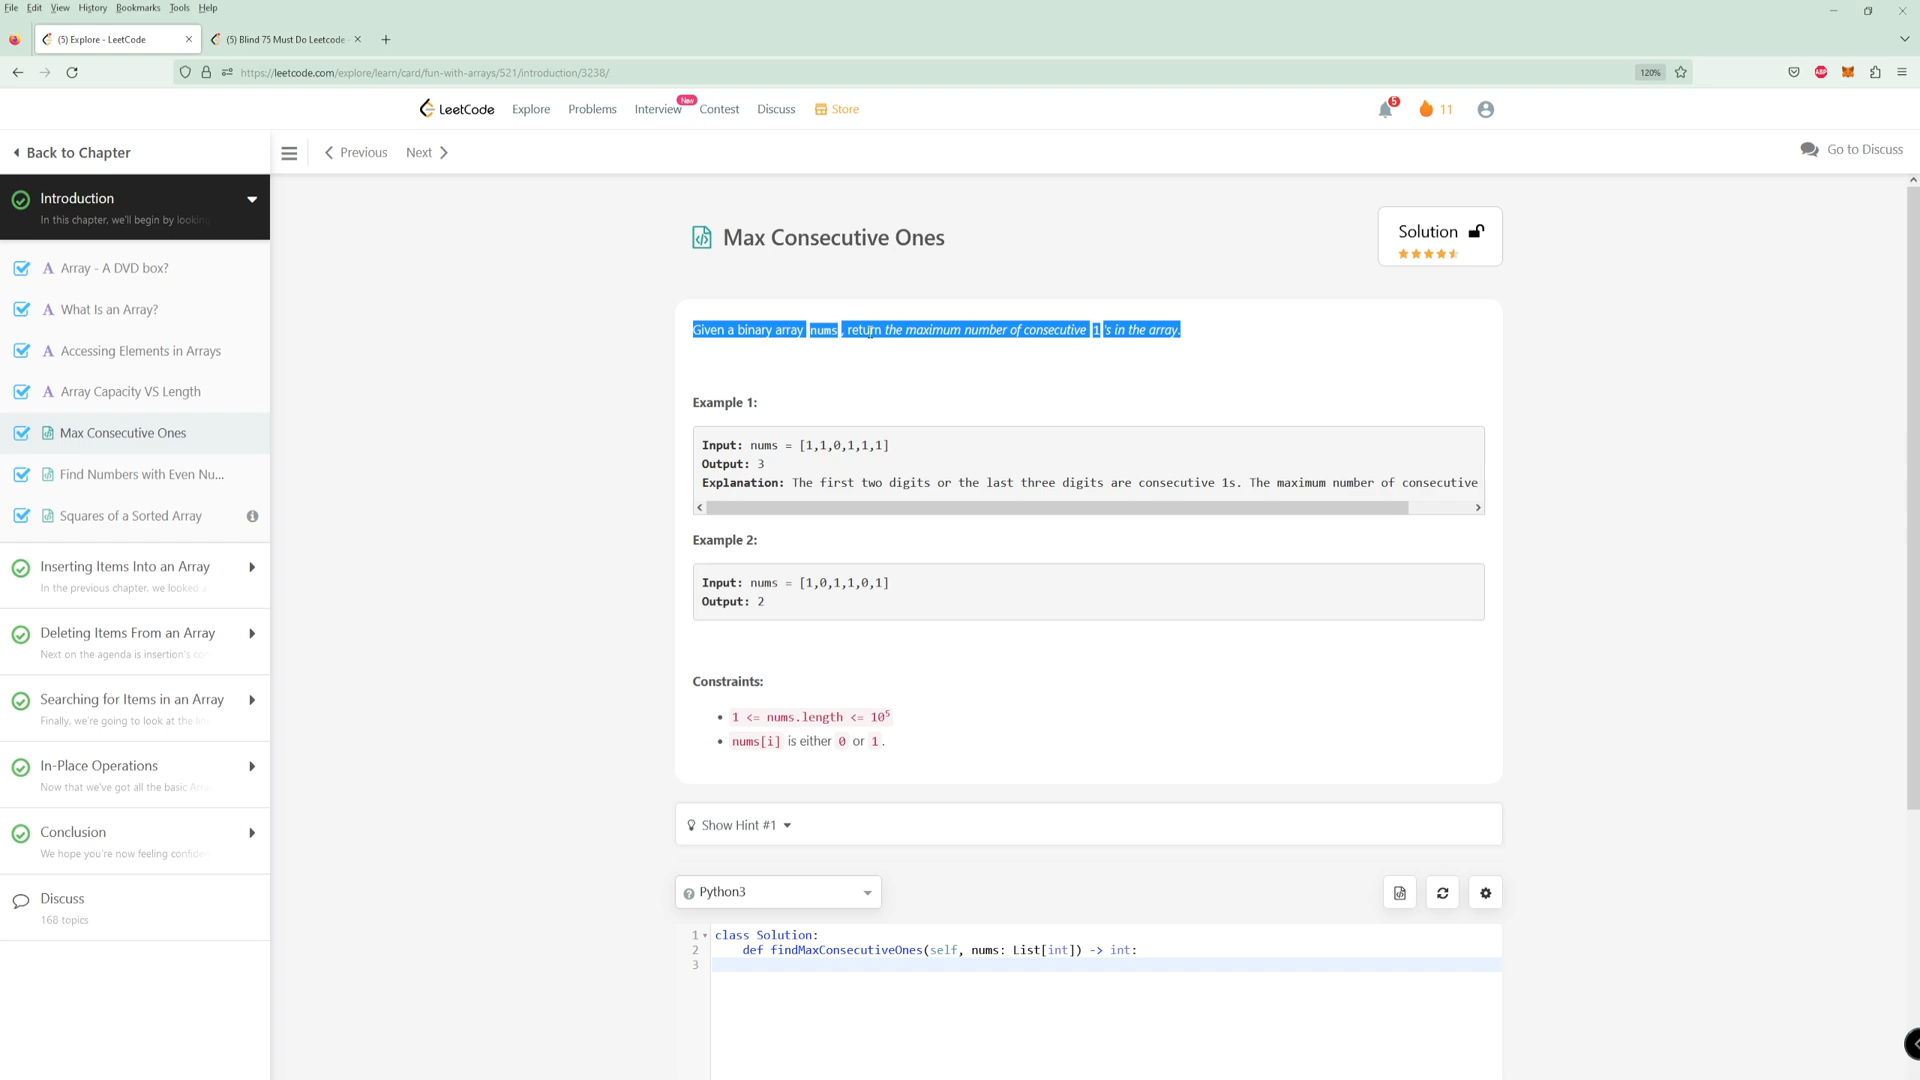 File Edit View History Bookmarks Tools Help
(5) Explore - LeetCode
(5) Blind 75 Must Do Leetcode
https://leetcode.com/explore/learn/card/fun-with-arrays/521/introduction/3238/
120%
ABP
LeetCode Explore Problems Interview New Contest Discuss Store
5
11
Back to Chapter
Previous Next
Go to Discuss
Introduction
In this chapter, we'll begin by looking
Array - A DVD box?
What Is an Array?
Accessing Elements in Arrays
Array Capacity VS Length
Max Consecutive Ones
Find Numbers with Even Nu...
Squares of a Sorted Array
Inserting Items Into an Array
In the previous chapter, we looked
Deleting Items From an Array
Next on the agenda is insertion's
Searching for Items in an Array
Finally, we're going to look at the
In-Place Operations
Now that we've got all the basic
Conclusion
We hope you're now feeling
Discuss
168 topics
Max Consecutive Ones
Solution
Given a binary array nums, return the maximum number of consecutive 1's in the array.
Example 1:
Input: nums = [1,1,0,1,1,1]
Output: 3
Explanation: The first two digits or the last three digits are consecutive 1s. The maximum number of consecutive
Example 2:
Input: nums = [1,0,1,1,0,1]
Output: 2
Constraints:
• 1 <= nums.length <= 10⁵
• nums[i] is either 0 or 1.
Show Hint #1
Python3
1 class Solution:
2 def findMaxConsecutiveOnes(self, nums: List[int]) -> int:
3